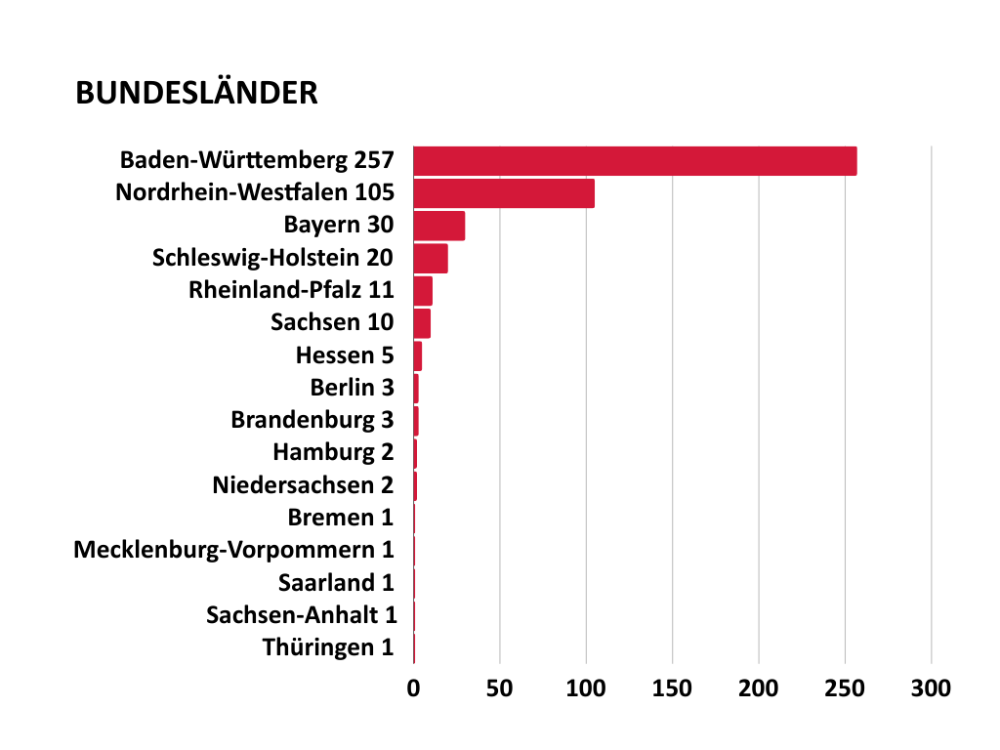 BUNDESLÄNDER
Baden-Württemberg 257
Nordrhein-Westfalen 105
Bayern 30
Schleswig-Holstein 20
Rheinland-Pfalz 11
Sachsen 10
Hessen 5
Berlin 3
Brandenburg 3
Hamburg 2
Niedersachsen 2
Bremen 1
Mecklenburg-Vorpommern 1
Saarland 1
Sachsen-Anhalt 1
Thüringen 1
0 50 100 150 200 250 300